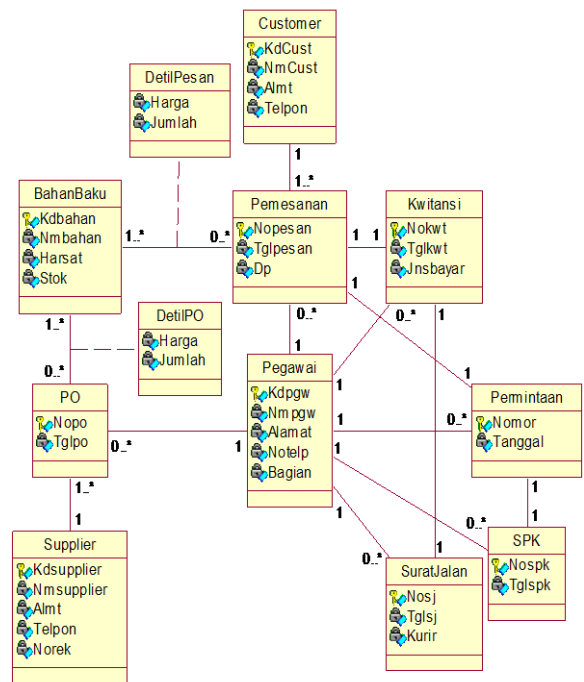 Customer
KdCust
NmCust
Almt
Telpon
1
1..*
DetilPesan
Harga
Jumlah
BahanBaku
Kdbahan
Nmbahan
Harsat
Stok
1..*
0..*
Pemesanan
Nopesan
Tglpesan
Dp
1
1
1
Kwitansi
Nokwt
Tglkwt
Jnsbayar
0..*
0..*
1
1..*
0..*
DetilPO
Harga
Jumlah
PO
Nopo
Tglpo
0..*
1
1..*
1
Pegawai
Kdpgw
Nmpgw
Alamat
Notelp
Bagian
1
1
1
1
1
1
0..*
Permintaan
Nomor
Tanggal
1
1
0..*
SPK
Nospk
Tglspk
Supplier
Kdsupplier
Nmsupplier
Almt
Telpon
Norek
0..*
1
SuratJalan
Nosj
Tglsj
Kurir